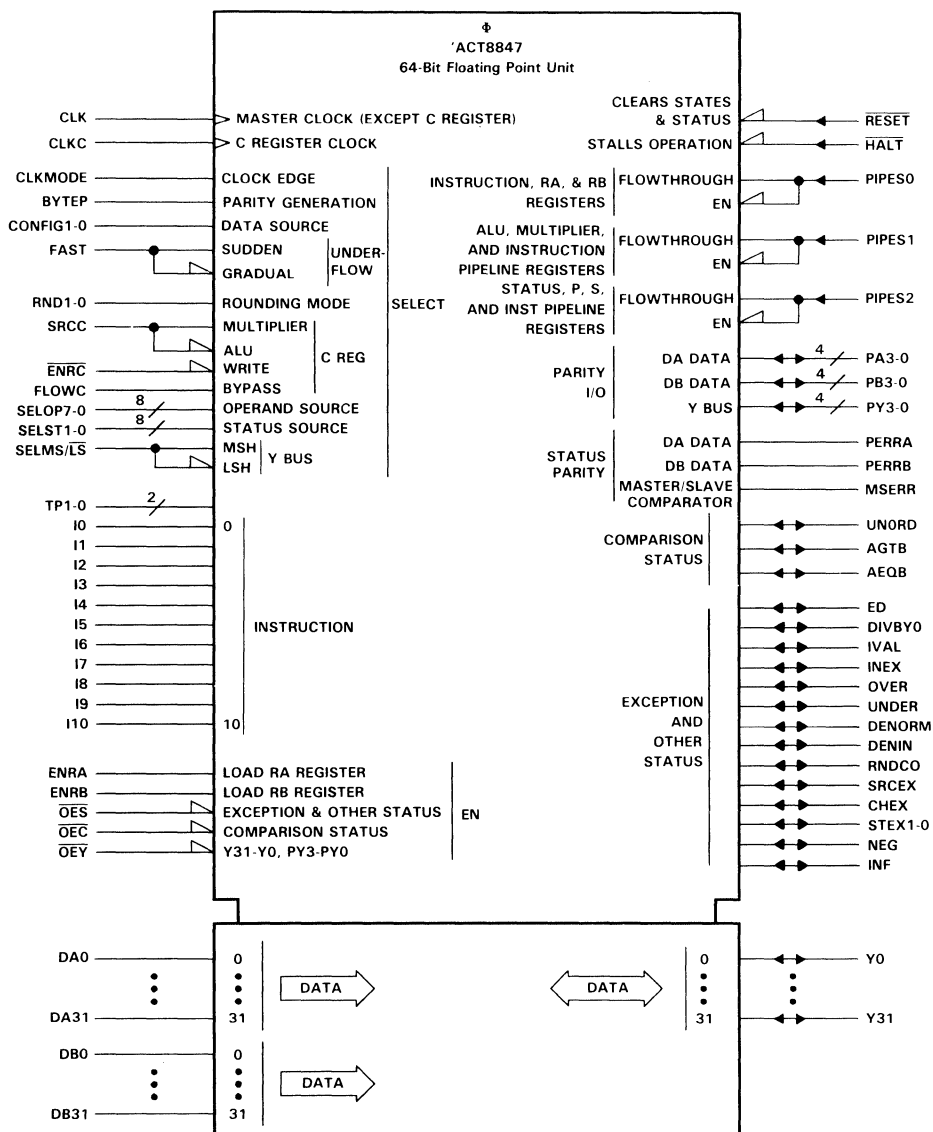 Φ
'ACT8847
64-Bit Floating Point Unit
CLK
MASTER CLOCK (EXCEPT C REGISTER)
CLKC
C REGISTER CLOCK
CLKMODE
CLOCK EDGE
BYTEP
PARITY GENERATION
CONFIG1-0
DATA SOURCE
FAST
SUDDEN
GRADUAL
UNDER-
FLOW
RND1-0
ROUNDING MODE
SELECT
SRCC
MULTIPLIER
ALU
C REG
ENRC
WRITE
FLOWC
BYPASS
SELOP7-0
8
OPERAND SOURCE
SELST1-0
8
STATUS SOURCE
SELMS/LS
MSH
LSH
Y BUS
TP1-0
2
I0
0
I1
I2
I3
I4
I5
INSTRUCTION
I6
I7
I8
I9
I10
10
ENRA
LOAD RA REGISTER
ENRB
LOAD RB REGISTER
OES
EXCEPTION & OTHER STATUS
EN
OEC
COMPARISON STATUS
OEY
Y31-Y0, PY3-PY0
CLEARS STATES
& STATUS
RESET
STALLS OPERATION
HALT
INSTRUCTION, RA, & RB
REGISTERS
FLOWTHROUGH
EN
PIPES0
ALU, MULTIPLIER,
AND INSTRUCTION
PIPELINE REGISTERS
FLOWTHROUGH
EN
PIPES1
STATUS, P, S,
AND INST PIPELINE
REGISTERS
FLOWTHROUGH
EN
PIPES2
PARITY
I/O
DA DATA
4
PA3-0
DB DATA
4
PB3-0
Y BUS
4
PY3-0
STATUS
PARITY
DA DATA
PERRA
DB DATA
PERRB
MASTER/SLAVE
COMPARATOR
MSERR
COMPARISON
STATUS
UNORD
AGTB
AEQB
EXCEPTION
AND
OTHER
STATUS
ED
DIVBY0
IVAL
INEX
OVER
UNDER
DENORM
DENIN
RNDCO
SRCEX
CHEX
STEX1-0
NEG
INF
DA0
0
DATA
DA31
31
DB0
0
DATA
DB31
31
DATA
0
Y0
31
Y31